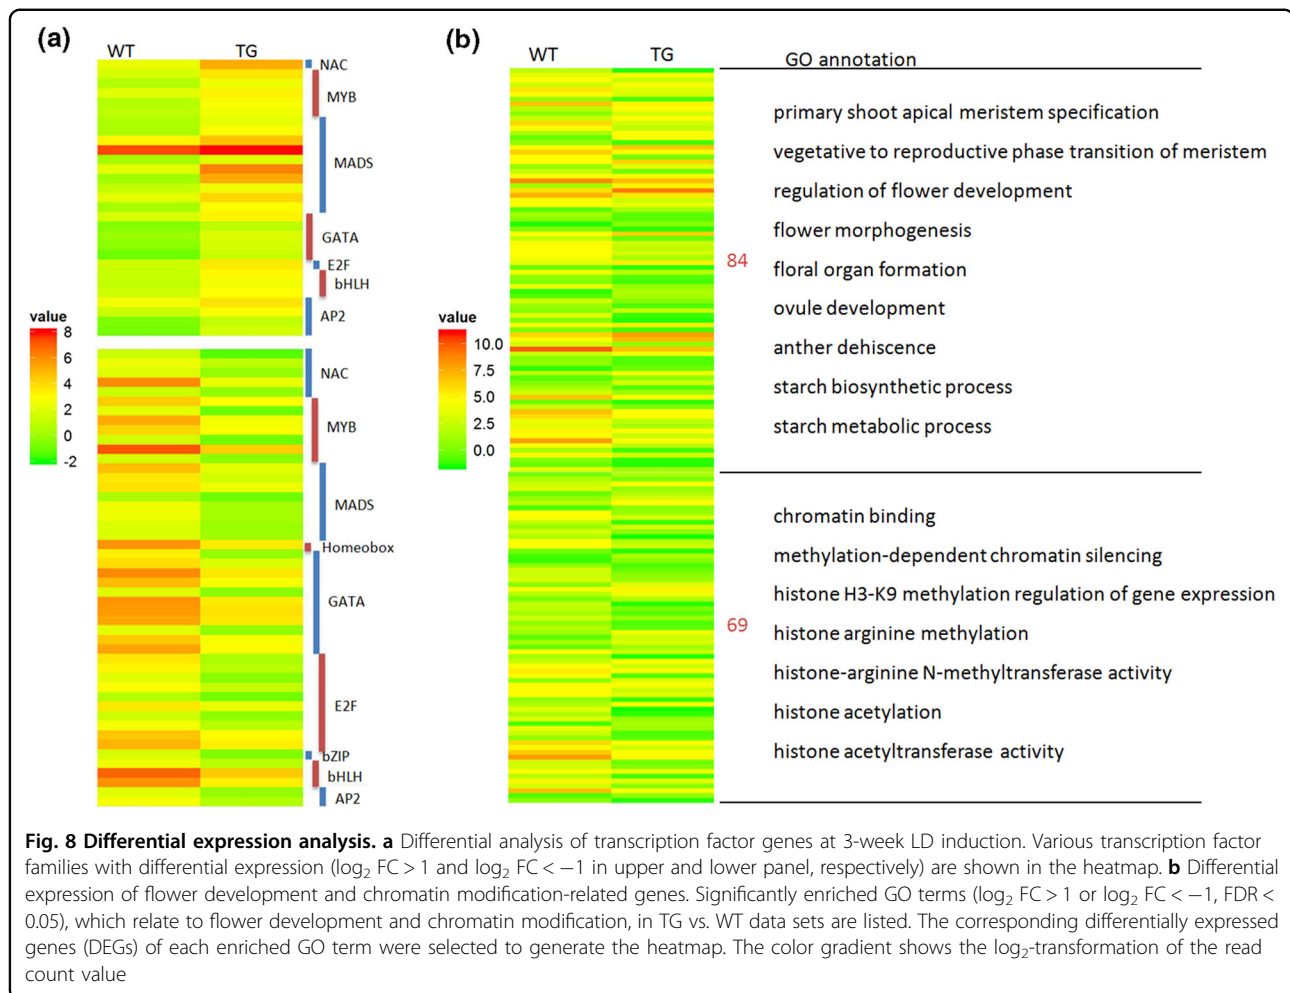 (a)
WT
TG
NAC
MYB
MADS
GATA
E2F
bHLH
AP2
value
8
6
4
2
0
-2
NAC
MYB
MADS
Homeobox
GATA
E2F
bZIP
bHLH
AP2
(b)
WT
TG
GO annotation
value
10.0
7.5
5.0
2.5
0.0
84
primary shoot apical meristem specification
vegetative to reproductive phase transition of meristem
regulation of flower development
flower morphogenesis
floral organ formation
ovule development
anther dehiscence
starch biosynthetic process
starch metabolic process
69
chromatin binding
methylation-dependent chromatin silencing
histone H3-K9 methylation regulation of gene expression
histone arginine methylation
histone-arginine N-methyltransferase activity
histone acetylation
histone acetyltransferase activity
Fig. 8 Differential expression analysis. a Differential analysis of transcription factor genes at 3-week LD induction. Various transcription factor
families with differential expression (log₂ FC > 1 and log₂ FC < −1 in upper and lower panel, respectively) are shown in the heatmap. b Differential
expression of flower development and chromatin modification-related genes. Significantly enriched GO terms (log₂ FC > 1 or log₂ FC < −1, FDR <
0.05), which relate to flower development and chromatin modification, in TG vs. WT data sets are listed. The corresponding differentially expressed
genes (DEGs) of each enriched GO term were selected to generate the heatmap. The color gradient shows the log₂-transformation of the read
count value